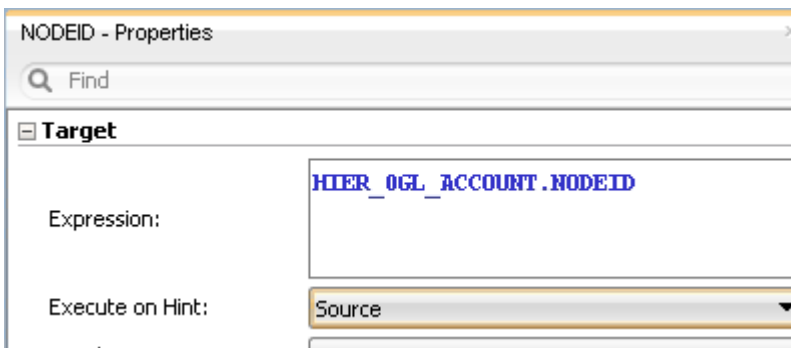 NODEID - Properties
Find
Target
HIER_0GL_ACCOUNT.NODEID
Expression:
Execute on Hint:
Source